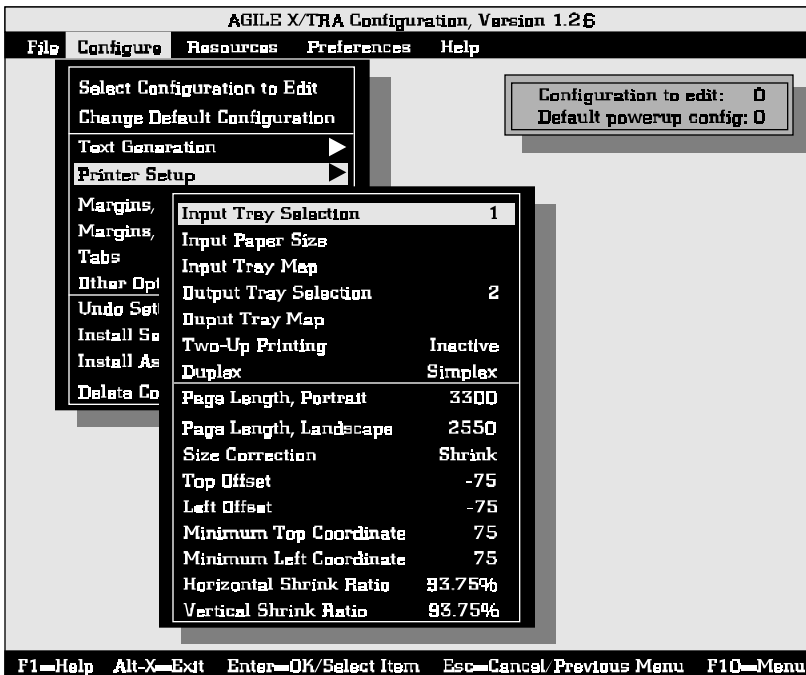 AGILE X/TRA Configuration, Version 1.26
File Configure Resources Preferences Help
Select Configuration to Edit
Change Default Configuration
Text Generation
Printer Setup
Margins,
Margins,
Tabs
Other Opt
Undo Set
Install Se
Install As
Delete Co
Configuration to edit: 0
Default powerup config: 0
Input Tray Selection 1
Input Paper Size
Input Tray Map
Output Tray Selection 2
Ouput Tray Map
Two-Up Printing Inactive
Duplex Simplex
Page Length, Portrait 3300
Page Length, Landscape 2550
Size Correction Shrink
Top Offset -75
Left Offset -75
Minimum Top Coordinate 75
Minimum Left Coordinate 75
Horizontal Shrink Ratio 93.75%
Vertical Shrink Ratio 93.75%
F1=Help Alt-X=Exit Enter=OK/Select Item Esc=Cancel/Previous Menu F10=Menu